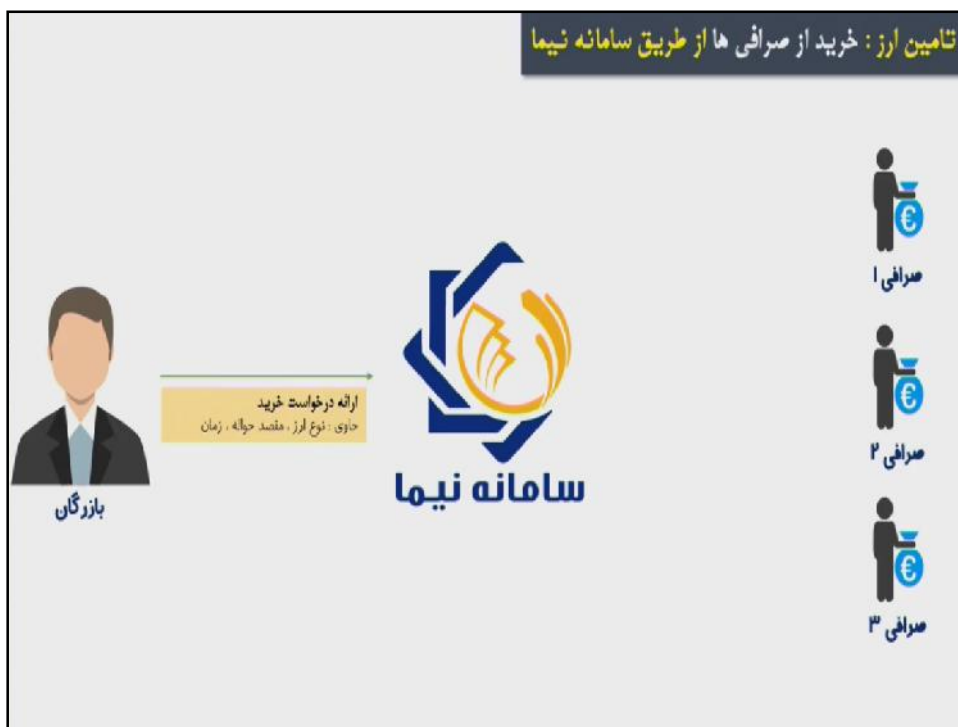 تامین ارز : خرید از صرافی ها از طریق سامانه نیما
صرافی ۱
صرافی ۲
صرافی ۳
سامانه نیما
ارائه درخواست خرید
حاوی : نوع ارز ، مقصد حواله ، زمان
بازرگان